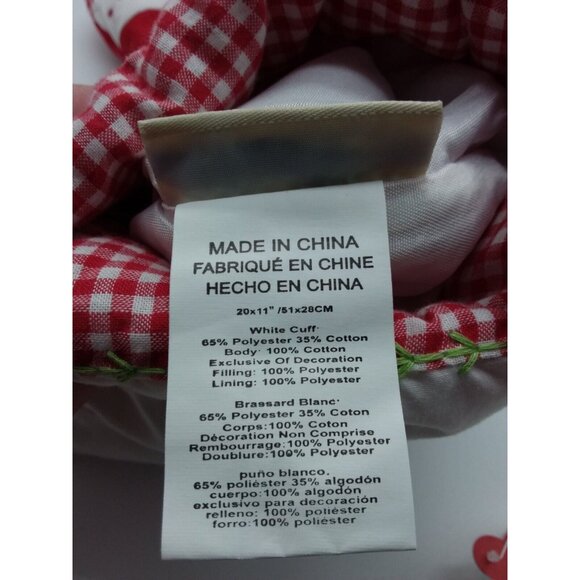 MADE IN CHINA
FABRIQUÉ EN CHINE
HECHO EN CHINA
20x11" /51x28CM
White Cuff:
65% Polyester 35% Cotton
Body: 100% Cotton
Exclusive Of Decoration
Filling: 100% Polyester
Lining: 100% Polyester
Brassard Blanc:
65% Polyester 35% Coton
Corps:100% Coton
Décoration Non Comprise
Rembourrage:100% Polyester
Doublure: 100% Polyester
puño blanco.
65% poliéster 35% algodón
cuerpo:100% algodón
exclusivo para decoración
relleno: 100% poliéster
forro:100% poliéster